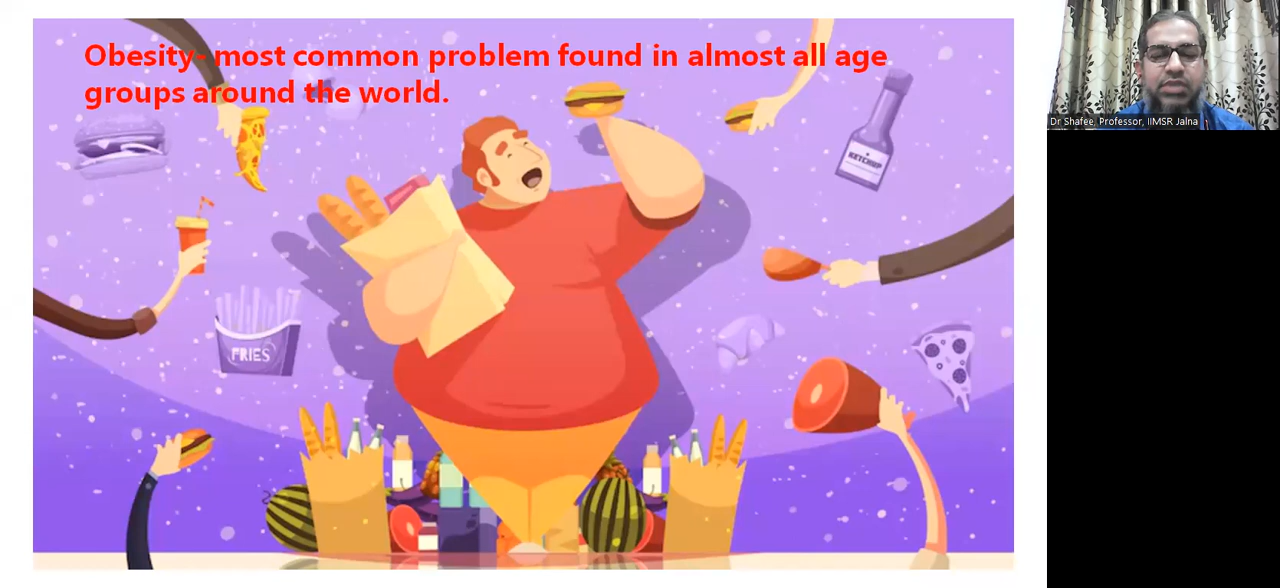 Obesity- most common problem found in almost all age
groups around the world.
KETCHUP
FRIES
Dr Shafee, Professor, IIMSR Jalna